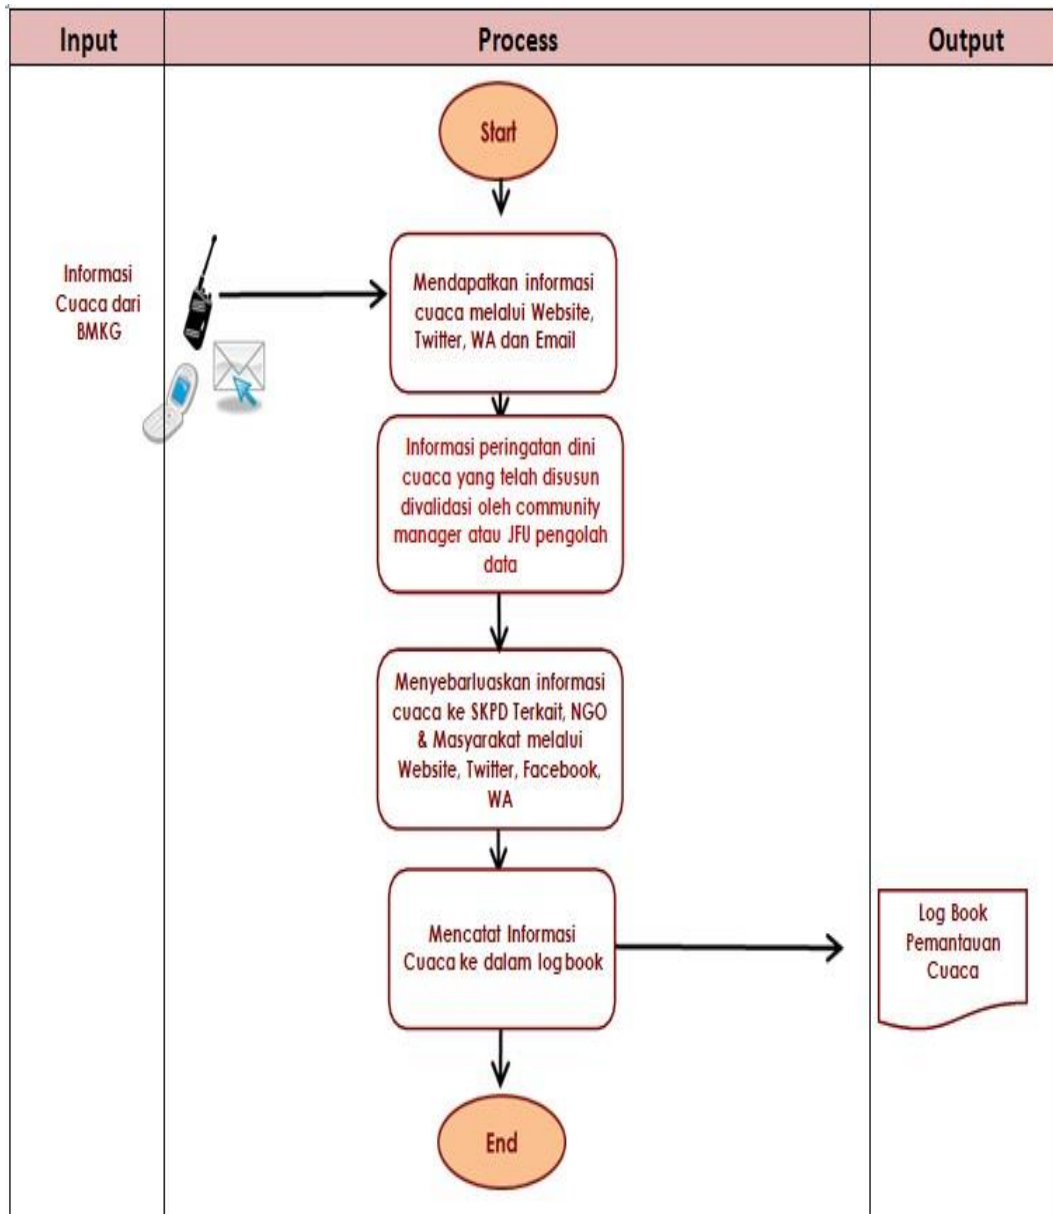 Input
Process
Output
Start
Informasi
Cuaca dari
BMKG
Mendapatkan informasi
cuaca melalui Website,
Twitter, WA dan Email
Informasi peringatan dini
cuaca yang telah disusun
divalidasi oleh community
manager atau JFU pengolah
data
Menyebarluaskan informasi
cuaca ke SKPD Terkait, NGO
& Masyarakat melalui
Website, Twitter, Facebook,
WA
Mencatat Informasi
Cuaca ke dalam log book
Log Book
Pemantauan
Cuaca
End